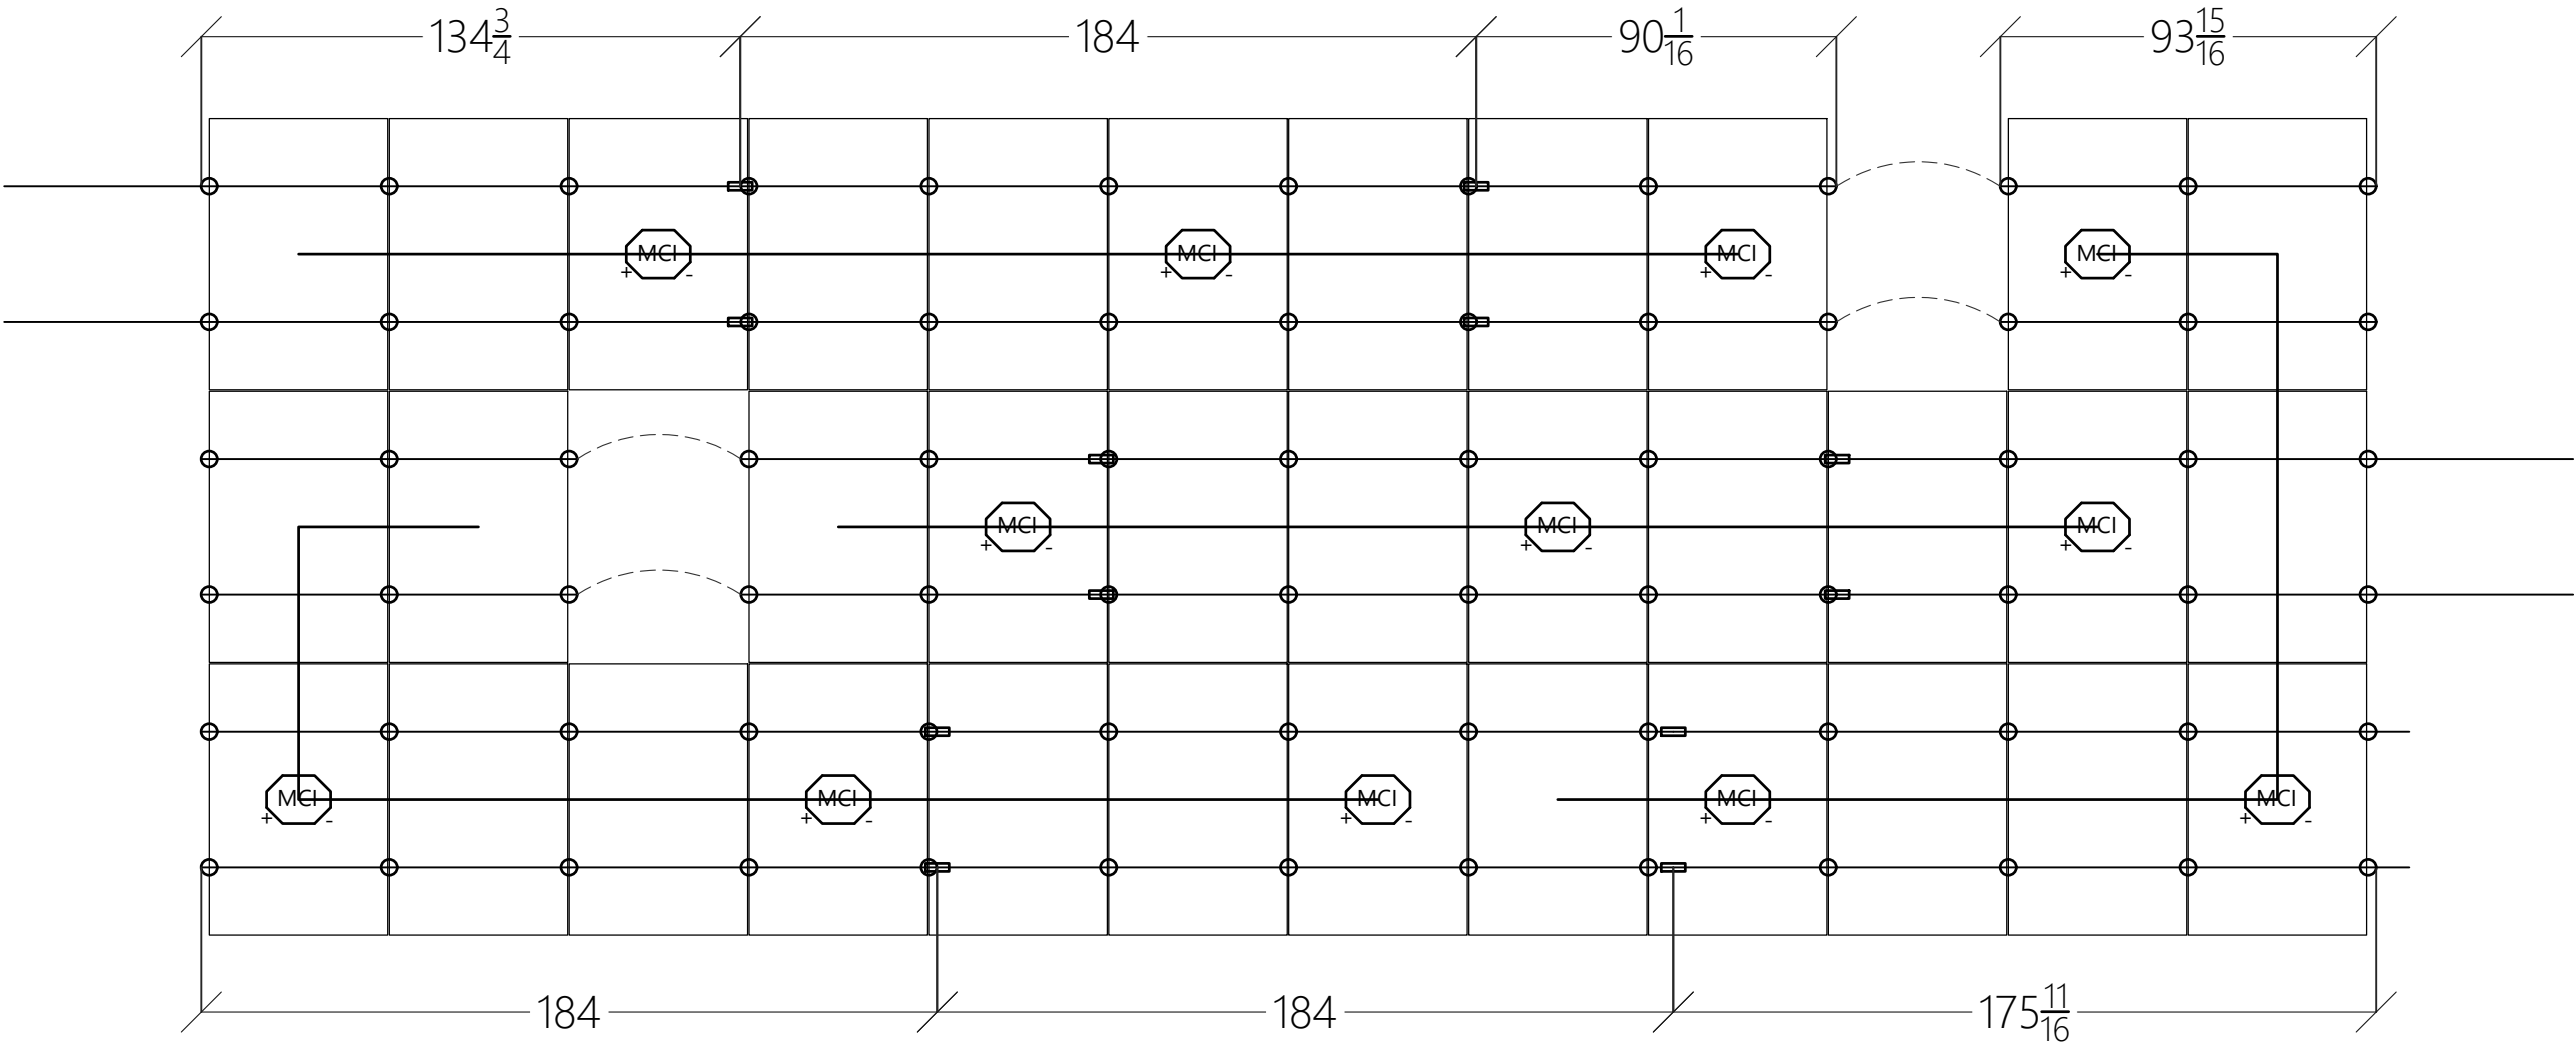 134 3/4 184 90 1/16 93 15/16
MCI MCI MCI MCI
+ - + - + - + -
MCI MCI MCI
+ - + - + -
MCI MCI MCI MCI MCI
+ - + - + - + - + -
184 184 175 11/16